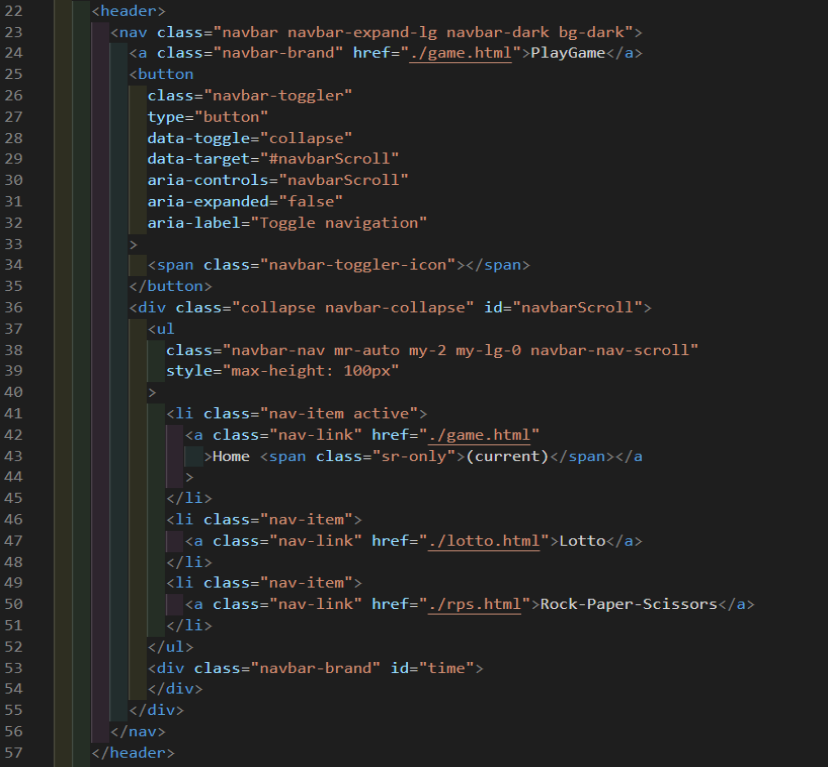 22 <header>
23 <nav class="navbar navbar-expand-lg navbar-dark bg-dark">
24 <a class="navbar-brand" href="./game.html">PlayGame</a>
25 <button
26 class="navbar-toggler"
27 type="button"
28 data-toggle="collapse"
29 data-target="#navbarScroll"
30 aria-controls="navbarScroll"
31 aria-expanded="false"
32 aria-label="Toggle navigation"
33 >
34 <span class="navbar-toggler-icon"></span>
35 </button>
36 <div class="collapse navbar-collapse" id="navbarScroll">
37 <ul
38 class="navbar-nav mr-auto my-2 my-lg-0 navbar-nav-scroll"
39 style="max-height: 100px"
40 >
41 <li class="nav-item active">
42 <a class="nav-link" href="./game.html"
43 >Home <span class="sr-only">(current)</span></a
44 >
45 </li>
46 <li class="nav-item">
47 <a class="nav-link" href="./lotto.html">Lotto</a>
48 </li>
49 <li class="nav-item">
50 <a class="nav-link" href="./rps.html">Rock-Paper-Scissors</a>
51 </li>
52 </ul>
53 <div class="navbar-brand" id="time">
54 </div>
55 </div>
56 </nav>
57 </header>